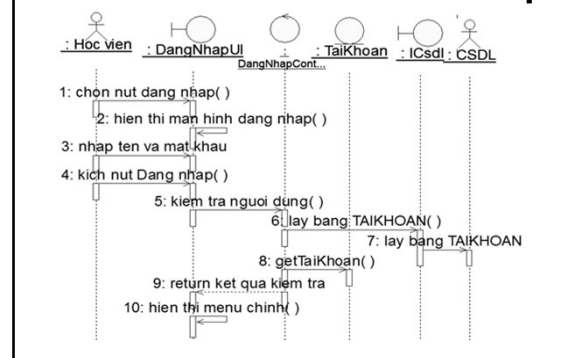 : Hoc vien
: DangNhapUI
:
DangNhapCont...
: TaiKhoan
: ICsdl
: CSDL
1: chon nut dang nhap( )
2: hien thi man hinh dang nhap( )
3: nhap ten va mat khau
4: kich nut Dang nhap( )
5: kiem tra nguoi dung( )
6: lay bang TAIKHOAN( )
7: lay bang TAIKHOAN
8: getTaiKhoan( )
9: return ket qua kiem tra
10: hien thi menu chinh( )